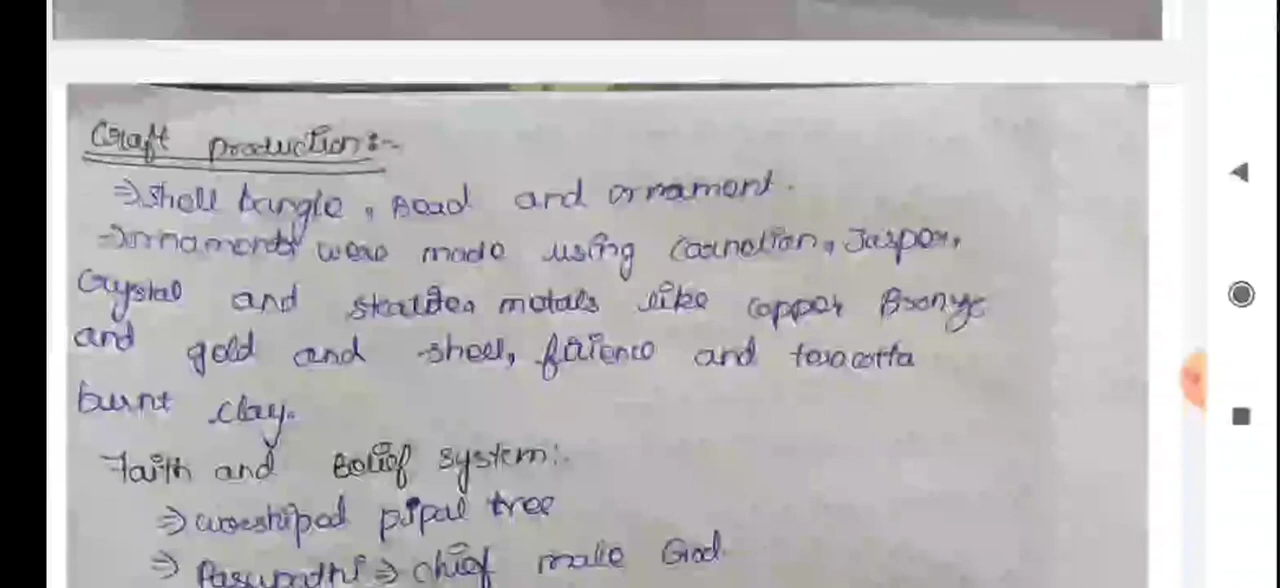 Craft production:-
⇒ Shell bangle, Bead and ornament.
⇒ Ornaments were made using Carnelian, Jasper,
Crystal and metals like copper Bronze
and gold and shell, faience and teracotta
burnt clay.
Faith and Belief system:-
⇒ worshiped pipal tree
⇒ Pasupathi ⇒ chief male God.